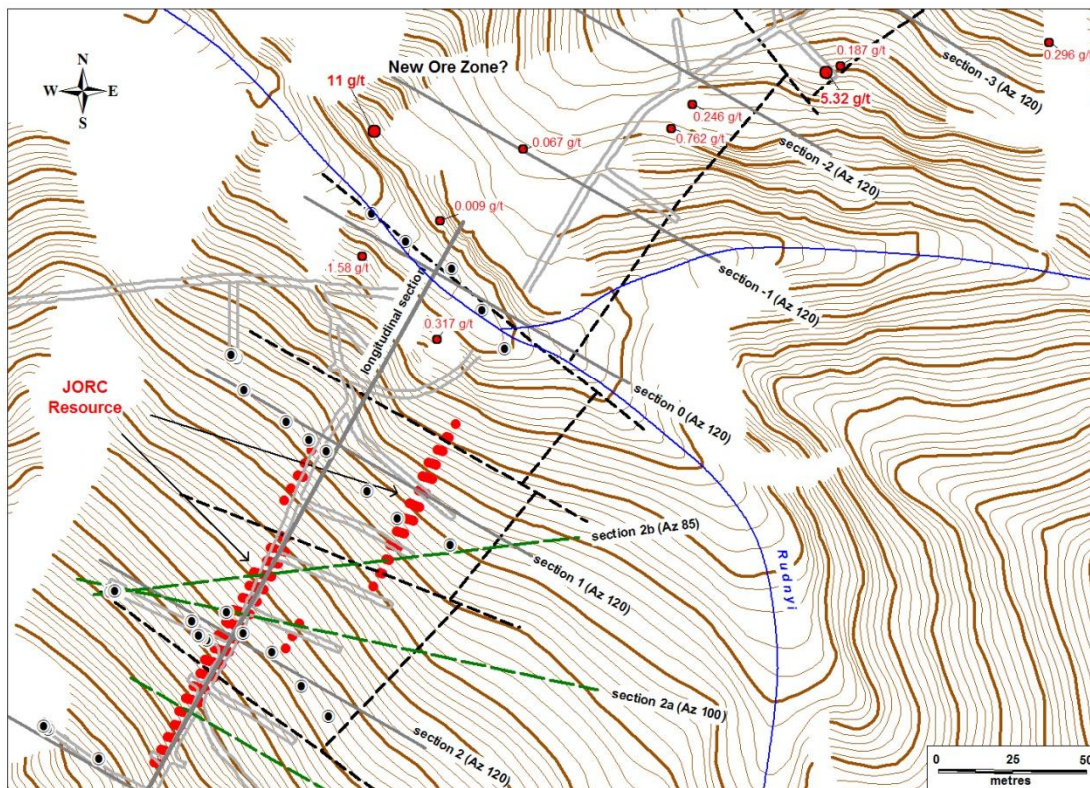 N
W E
S
New Ore Zone?
11 g/t
0.187 g/t
0.296 g/t
5.32 g/t
section -3 (Az 120)
0.246 g/t
0.762 g/t
0.067 g/t
section -2 (Az 120)
0.009 g/t
1.58 g/t
longitudinal section
section -1 (Az 120)
0.317 g/t
JORC
Resource
section 0 (Az 120)
section 2b (Az 85)
section 1 (Az 120)
Rudnyi
section 2a (Az 100)
section 2 (Az 120)
0 25 50
metres